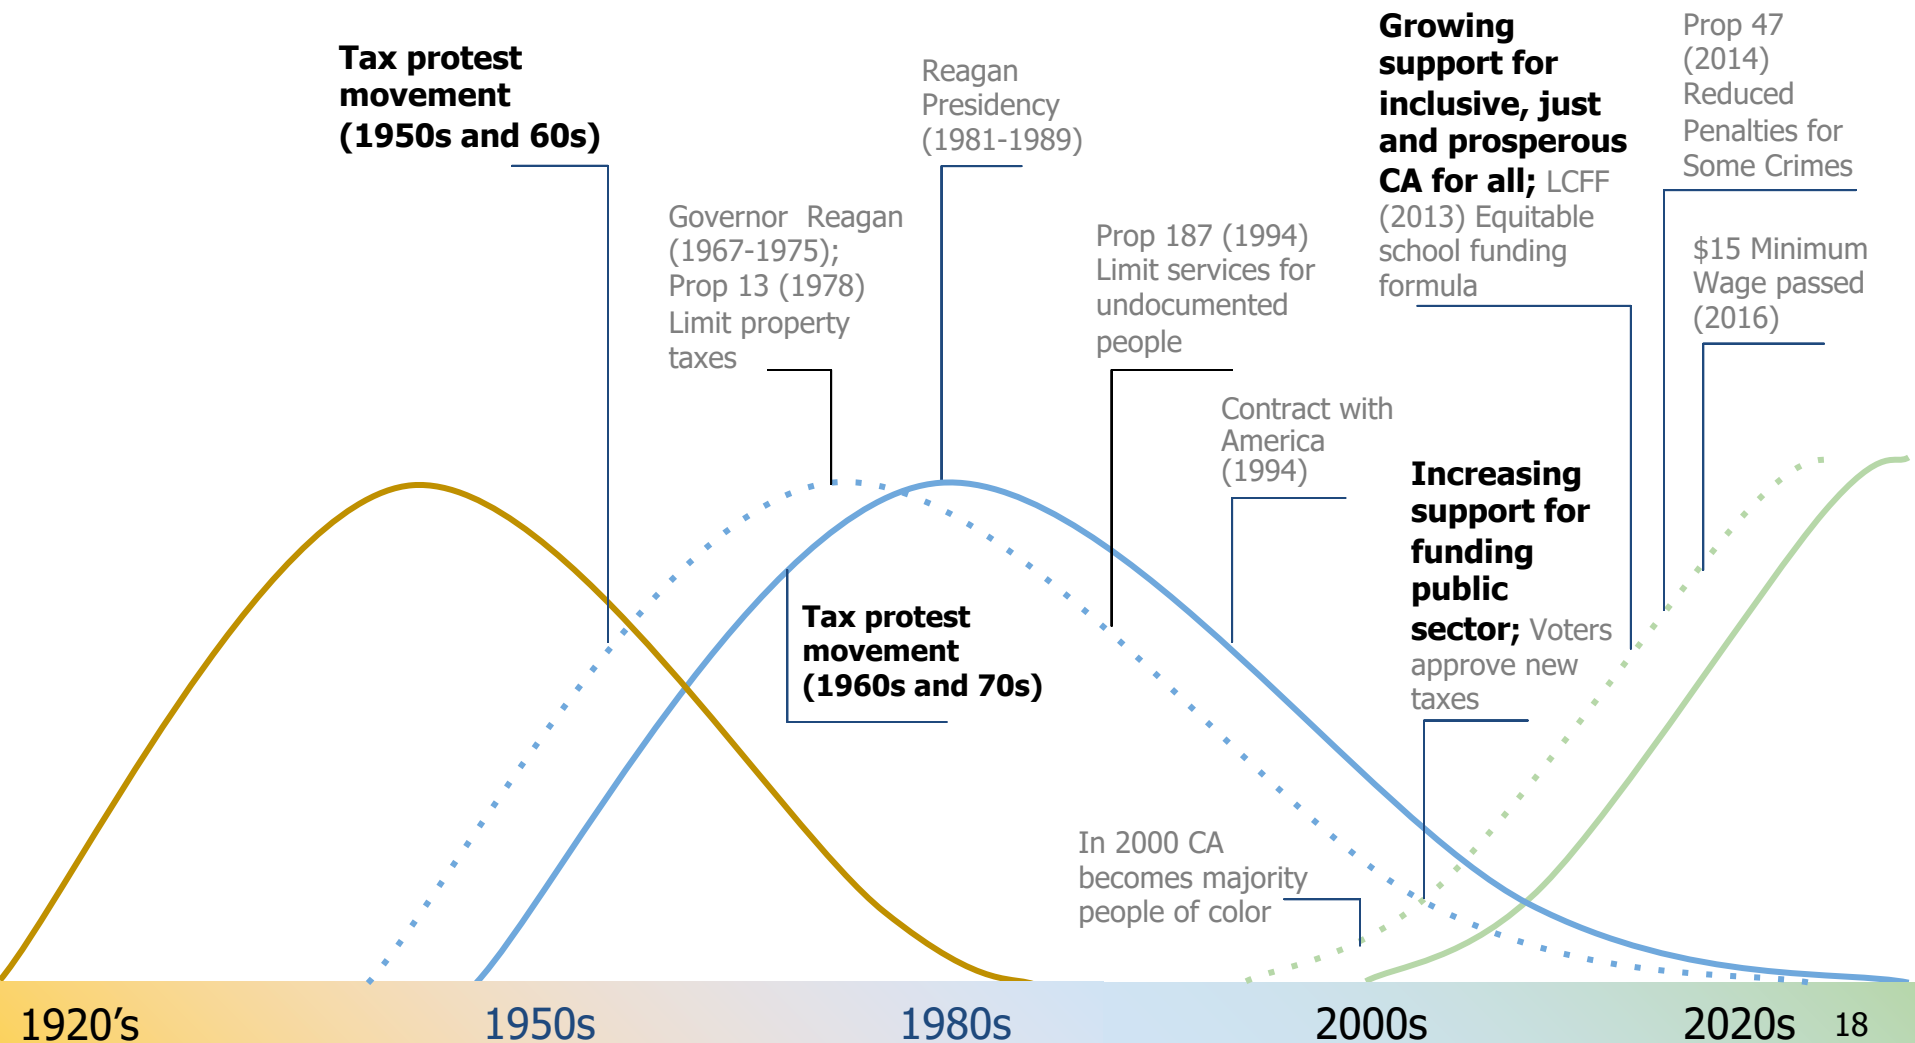 Tax protest
movement
(1950s and 60s)
Reagan
Presidency
(1981-1989)
Growing
support for
inclusive, just
and prosperous
CA for all; LCFF
(2013) Equitable
school funding
formula
Prop 47
(2014)
Reduced
Penalties for
Some Crimes
Governor Reagan
(1967-1975);
Prop 13 (1978)
Limit property
taxes
Prop 187 (1994)
Limit services for
undocumented
people
$15 Minimum
Wage passed
(2016)
Contract with
America
(1994)
Increasing
support for
funding
public
sector; Voters
approve new
taxes
Tax protest
movement
(1960s and 70s)
In 2000 CA
becomes majority
people of color
1920's
1950s
1980s
2000s
2020s
18